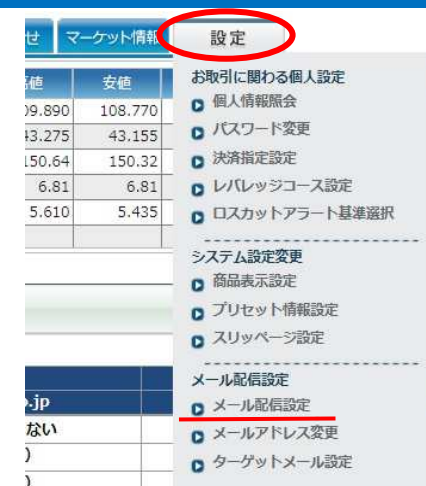 せ マーケット情報 設定
高値 安値
09.890 108.770
43.275 43.155
150.64 150.32
6.81 6.81
5.610 5.435
お取引に関わる個人設定
個人情報照会
パスワード変更
決済指定設定
レバレッジコース設定
ロスカットアラート基準選択
システム設定変更
商品表示設定
プリセット情報設定
スリッページ設定
メール配信設定
メール配信設定
メールアドレス変更
ターゲットメール設定
.jp
ない
)
)